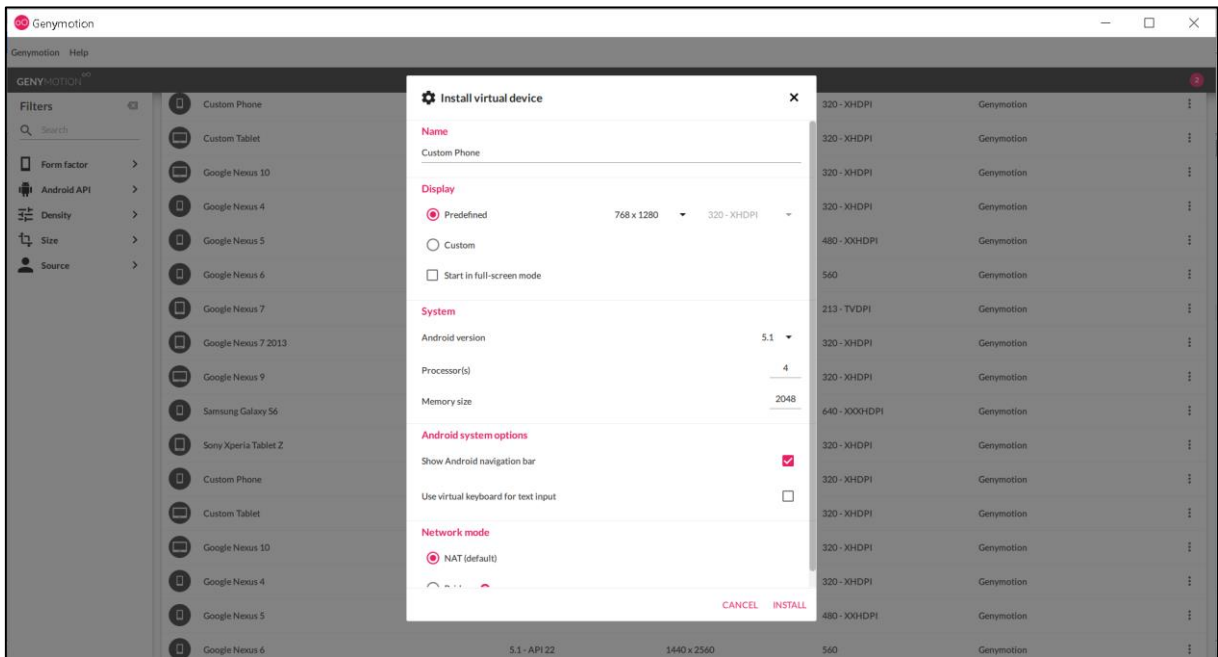 Genymotion
Genymotion Help
GENYMOTION
2
Filters
Search
Form factor
Android API
Density
Size
Source
Custom Phone 320 - XHDPI Genymotion
Custom Tablet 320 - XHDPI Genymotion
Google Nexus 10 320 - XHDPI Genymotion
Google Nexus 4 320 - XHDPI Genymotion
Google Nexus 5 480 - XXHDPI Genymotion
Google Nexus 6 560 Genymotion
Google Nexus 7 213 - TVDPI Genymotion
Google Nexus 7 2013 320 - XHDPI Genymotion
Google Nexus 9 320 - XHDPI Genymotion
Samsung Galaxy S6 640 - XXXHDPI Genymotion
Sony Xperia Tablet Z 320 - XHDPI Genymotion
Custom Phone 320 - XHDPI Genymotion
Custom Tablet 320 - XHDPI Genymotion
Google Nexus 10 320 - XHDPI Genymotion
Google Nexus 4 320 - XHDPI Genymotion
Google Nexus 5 480 - XXHDPI Genymotion
Google Nexus 6 5.1 - API 22 1440 x 2560 560 Genymotion
Install virtual device
Name
Custom Phone
Display
Predefined 768 x 1280 320 - XHDPI
Custom
Start in full-screen mode
System
Android version 5.1
Processor(s) 4
Memory size 2048
Android system options
Show Android navigation bar
Use virtual keyboard for text input
Network mode
NAT (default)
CANCEL INSTALL